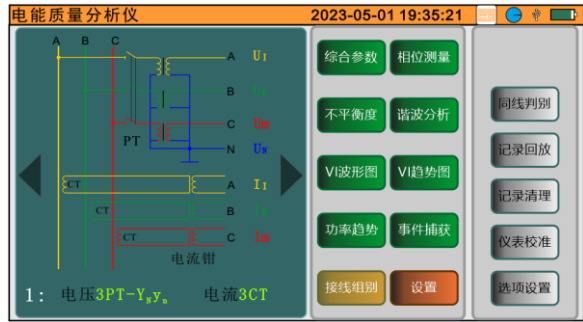 电能质量分析仪 2023-05-01 19:35:21
A B C
A UI
B UII
C UIII
N UN
PT
CT A II
CT B III
CT C IIII
电流钳
1: 电压3PT-YNyn 电流3CT
综合参数 相位测量
不平衡度 谐波分析
VI波形图 VI趋势图
功率趋势 事件捕获
接线组别 设置
同线判别
记录回放
记录清理
仪表校准
选项设置